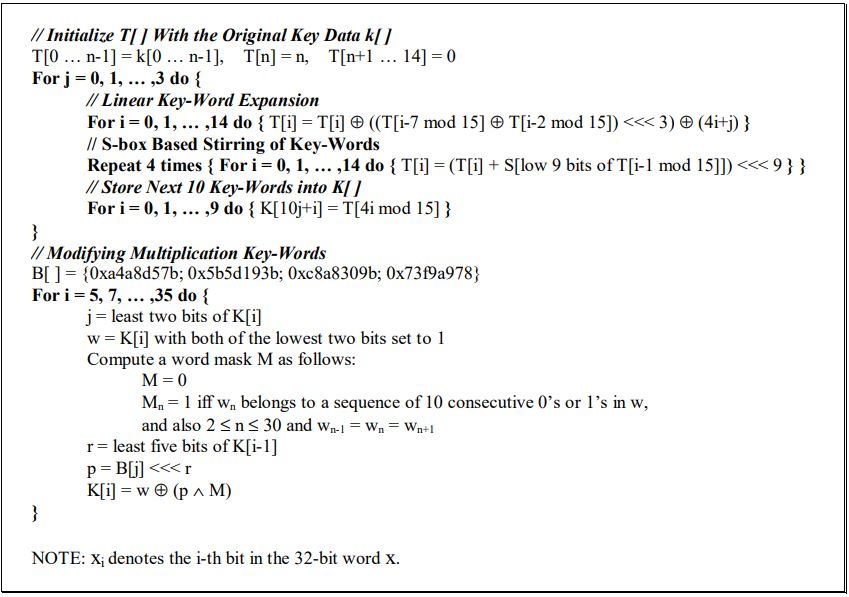 // Initialize T[ ] With the Original Key Data k[ ]
T[0 … n-1] = k[0 … n-1], T[n] = n, T[n+1 … 14] = 0
For j = 0, 1, … ,3 do {
// Linear Key-Word Expansion
For i = 0, 1, … ,14 do { T[i] = T[i] ⊕ ((T[i-7 mod 15] ⊕ T[i-2 mod 15]) <<< 3) ⊕ (4i+j) }
// S-box Based Stirring of Key-Words
Repeat 4 times { For i = 0, 1, … ,14 do { T[i] = (T[i] + S[low 9 bits of T[i-1 mod 15]]) <<< 9 } }
// Store Next 10 Key-Words into K[ ]
For i = 0, 1, … ,9 do { K[10j+i] = T[4i mod 15] }
}
// Modifying Multiplication Key-Words
B[ ] = {0xa4a8d57b; 0x5b5d193b; 0xc8a8309b; 0x73f9a978}
For i = 5, 7, … ,35 do {
j = least two bits of K[i]
w = K[i] with both of the lowest two bits set to 1
Compute a word mask M as follows:
M = 0
Mₙ = 1 iff wₙ belongs to a sequence of 10 consecutive 0's or 1's in w,
and also 2 ≤ n ≤ 30 and wₙ₋₁ = wₙ = wₙ₊₁
r = least five bits of K[i-1]
p = B[j] <<< r
K[i] = w ⊕ (p ∧ M)
}
NOTE: xᵢ denotes the i-th bit in the 32-bit word x.